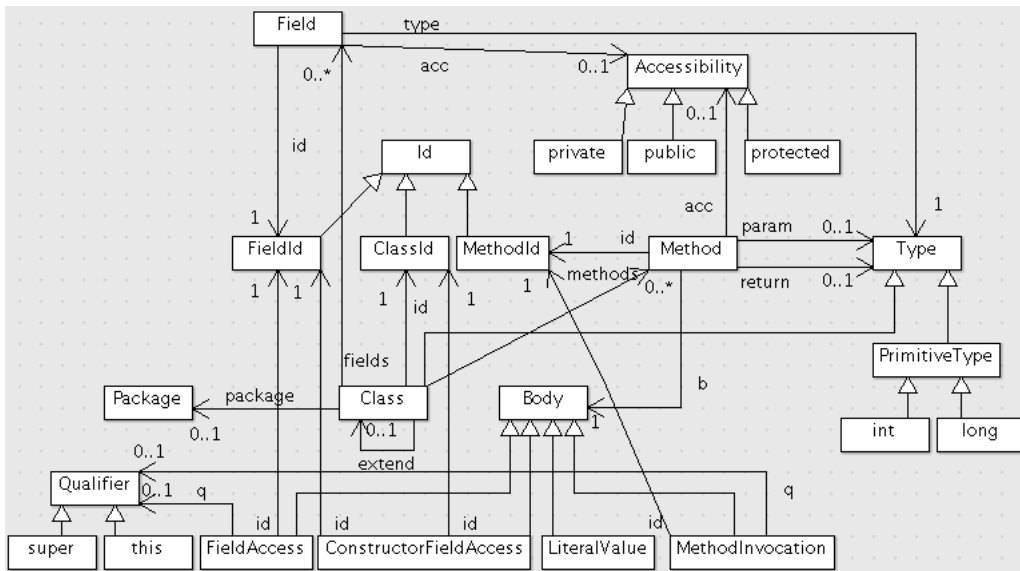 Field
type
acc
0..*
0..1
Accessibility
0..1
id
Id
private
public
protected
acc
1
1
FieldId
ClassId
MethodId
1
id
Method
param
0..1
Type
methods
return
0..1
1
1
1
id
1
1
0..*
fields
PrimitiveType
Package
package
Class
Body
b
0..1
0..1
1
int
long
extend
0..1
Qualifier
0..1
q
q
id
id
id
id
super
this
FieldAccess
ConstructorFieldAccess
LiteralValue
MethodInvocation